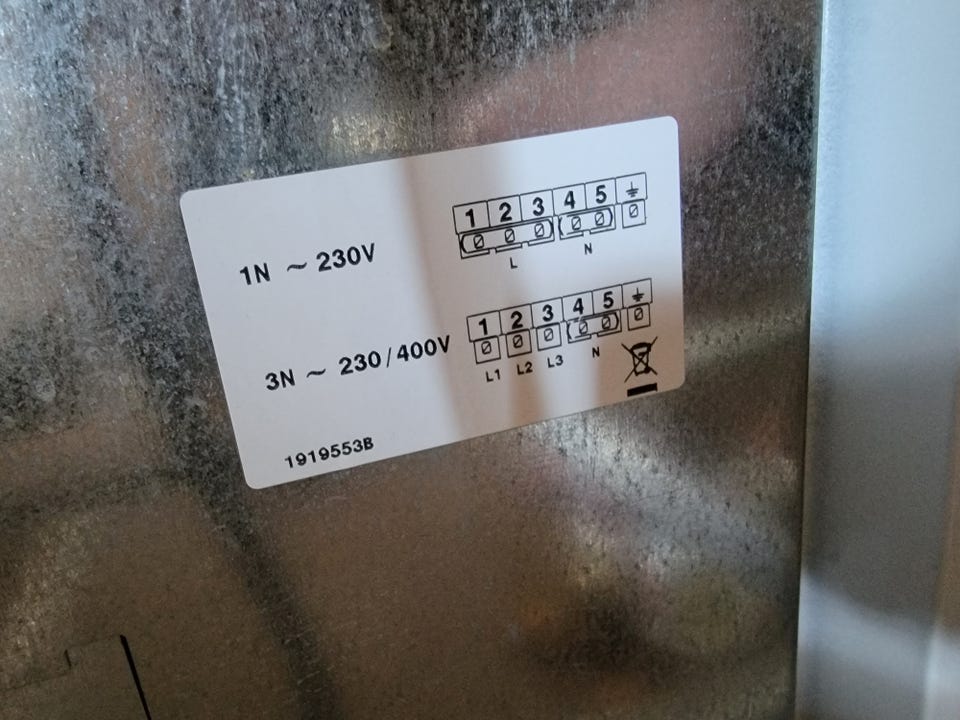 1N ~ 230V
1 2 3 4 5 ⏚
L N
3N ~ 230/400V
1 2 3 4 5 ⏚
L1 L2 L3 N
1919553B